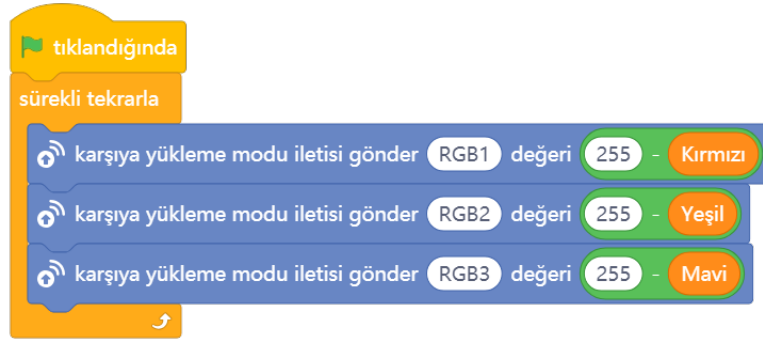 tıklandığında
sürekli tekrarla
karşıya yükleme modu iletisi gönder RGB1 değeri 255 - Kırmızı
karşıya yükleme modu iletisi gönder RGB2 değeri 255 - Yeşil
karşıya yükleme modu iletisi gönder RGB3 değeri 255 - Mavi